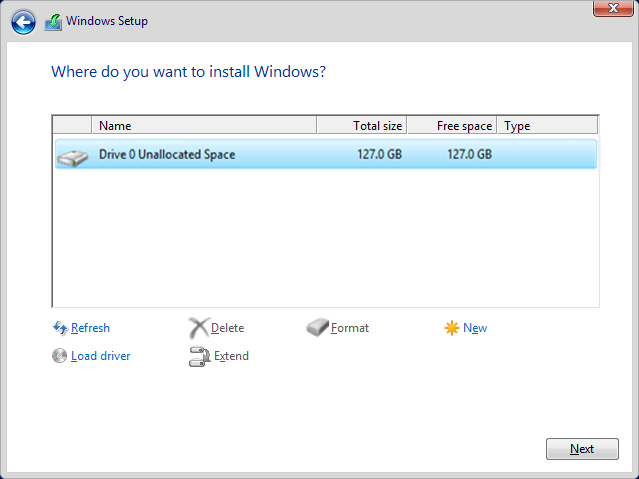 Windows Setup
Where do you want to install Windows?
Name Total size Free space Type
Drive 0 Unallocated Space 127.0 GB 127.0 GB
Refresh Delete Format New
Load driver Extend
Next